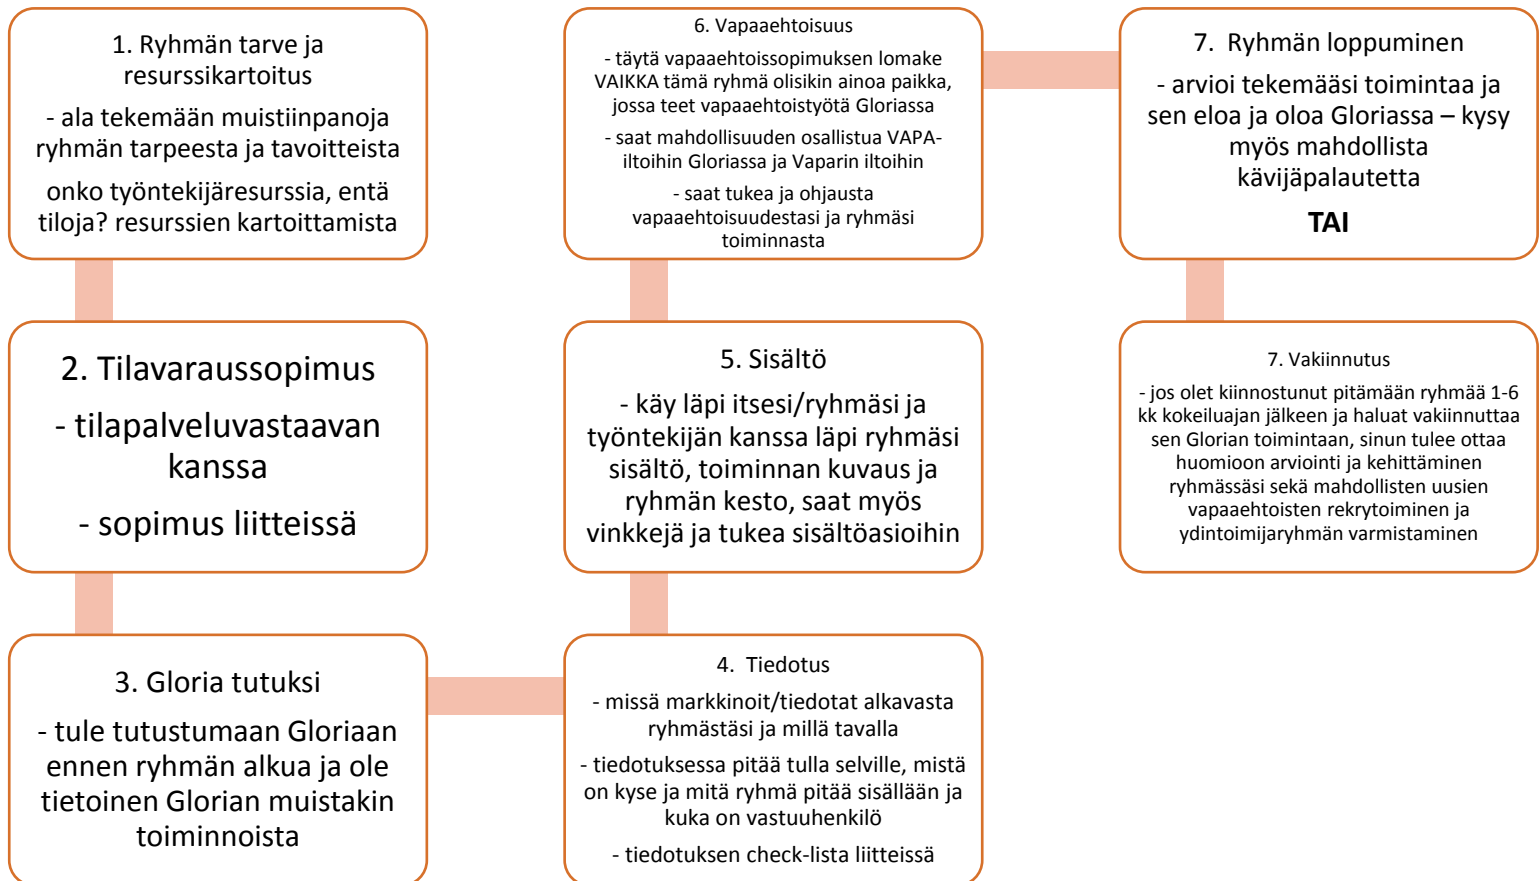 1. Ryhmän tarve ja
resurssikartoitus
- ala tekemään muistiinpanoja
ryhmän tarpeesta ja tavoitteista
onko työntekijäresurssia, entä
tiloja? resurssien kartoittamista
2. Tilavaraussopimus
- tilapalveluvastaavan
kanssa
- sopimus liitteissä
3. Gloria tutuksi
- tule tutustumaan Gloriaan
ennen ryhmän alkua ja ole
tietoinen Glorian muistakin
toiminnoista
4.  Tiedotus
- missä markkinoit/tiedotat alkavasta
ryhmästäsi ja millä tavalla
- tiedotuksessa pitää tulla selville, mistä
on kyse ja mitä ryhmä pitää sisällään ja
kuka on vastuuhenkilö
- tiedotuksen check-lista liitteissä
5. Sisältö
- käy läpi itsesi/ryhmäsi ja
työntekijän kanssa läpi ryhmäsi
sisältö, toiminnan kuvaus ja
ryhmän kesto, saat myös
vinkkejä ja tukea sisältöasioihin
6. Vapaaehtoisuus
- täytä vapaaehtoissopimuksen lomake
VAIKKA tämä ryhmä olisikin ainoa paikka,
jossa teet vapaaehtoistyötä Gloriassa
- saat mahdollisuuden osallistua VAPA-
iltoihin Gloriassa ja Vaparin iltoihin
- saat tukea ja ohjausta
vapaaehtoisuudestasi ja ryhmäsi
toiminnasta
7.  Ryhmän loppuminen
- arvioi tekemääsi toimintaa ja
sen eloa ja oloa Gloriassa – kysy
myös mahdollista
kävijäpalautetta
TAI
7. Vakiinnutus
- jos olet kiinnostunut pitämään ryhmää 1-6
kk kokeiluajan jälkeen ja haluat vakiinnuttaa
sen Glorian toimintaan, sinun tulee ottaa
huomioon arviointi ja kehittäminen
ryhmässäsi sekä mahdollisten uusien
vapaaehtoisten rekrytoiminen ja
ydintoimijaryhmän varmistaminen